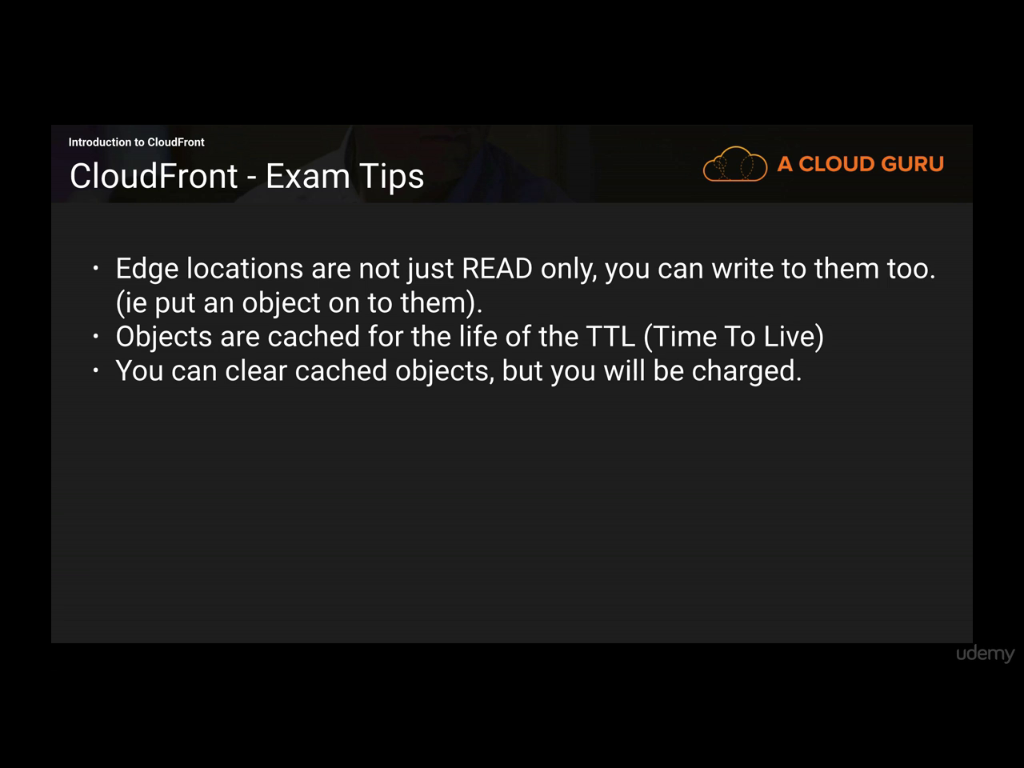 Introduction to CloudFront
CloudFront - Exam Tips
A CLOUD GURU
• Edge locations are not just READ only, you can write to them too.
(ie put an object on to them).
• Objects are cached for the life of the TTL (Time To Live)
• You can clear cached objects, but you will be charged.
udemy